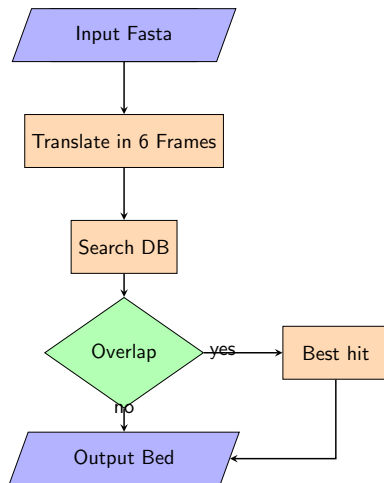 Input Fasta
Translate in 6 Frames
Search DB
Overlap
yes
Best hit
no
Output Bed